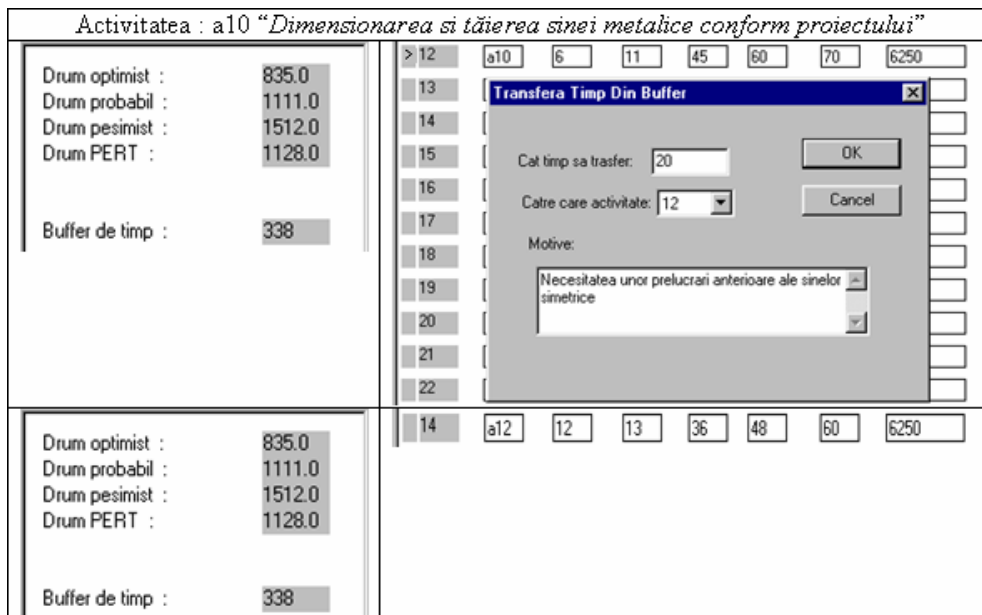 Activitatea : a10 “Dimensionarea si tăierea sinei metalice conform proiectului”
Drum optimist : 835.0
Drum probabil : 1111.0
Drum pesimist : 1512.0
Drum PERT : 1128.0
Buffer de timp : 338
> 12 a10 6 11 45 60 70 6250
13
14
15
16
17
18
19
20
21
22
Transfera Timp Din Buffer
Cat timp sa trasfer: 20 OK
Catre care activitate: 12 Cancel
Motive:
Necesitatea unor prelucrari anterioare ale sinelor
simetrice
Drum optimist : 835.0
Drum probabil : 1111.0
Drum pesimist : 1512.0
Drum PERT : 1128.0
Buffer de timp : 338
14 a12 12 13 36 48 60 6250